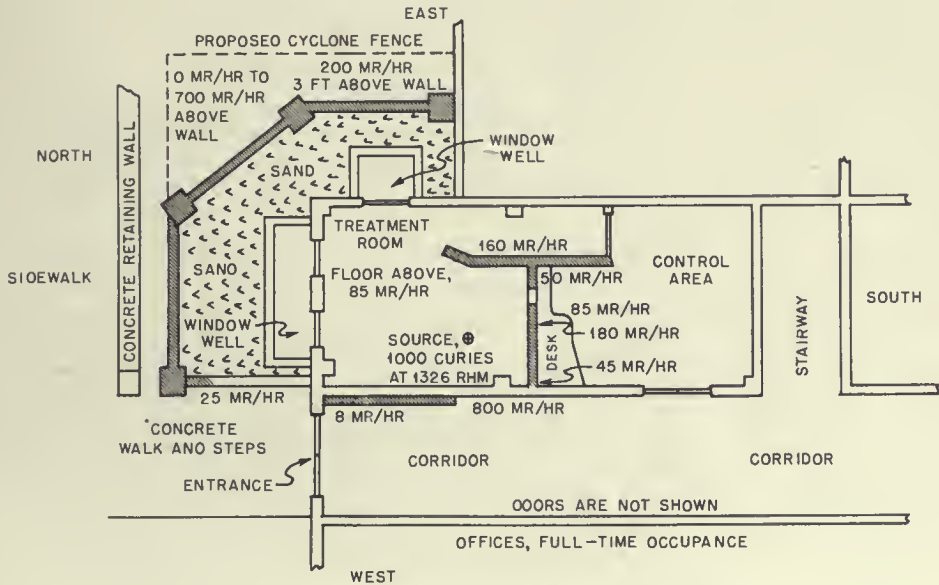 EAST
PROPOSEO CYCLONE FENCE
0 MR/HR TO
700 MR/HR
ABOVE
WALL
200 MR/HR
3 FT ABOVE WALL
NORTH
SIDEWALK
CONCRETE RETAINING WALL
SAND
WINDOW
WELL
TREATMENT
ROOM
160 MR/HR
CONTROL
AREA
SANO
FLOOR ABOVE,
85 MR/HR
50 MR/HR
WINDOW
WELL
SOURCE, ⊕
1000 CURIES
AT 1326 RHM
DESK
85 MR/HR
180 MR/HR
45 MR/HR
STAIRWAY
SOUTH
25 MR/HR
8 MR/HR
800 MR/HR
CONCRETE
WALK ANO STEPS
ENTRANCE
CORRIDOR
CORRIDOR
OOORS ARE NOT SHOWN
OFFICES, FULL-TIME OCCUPANCE
WEST